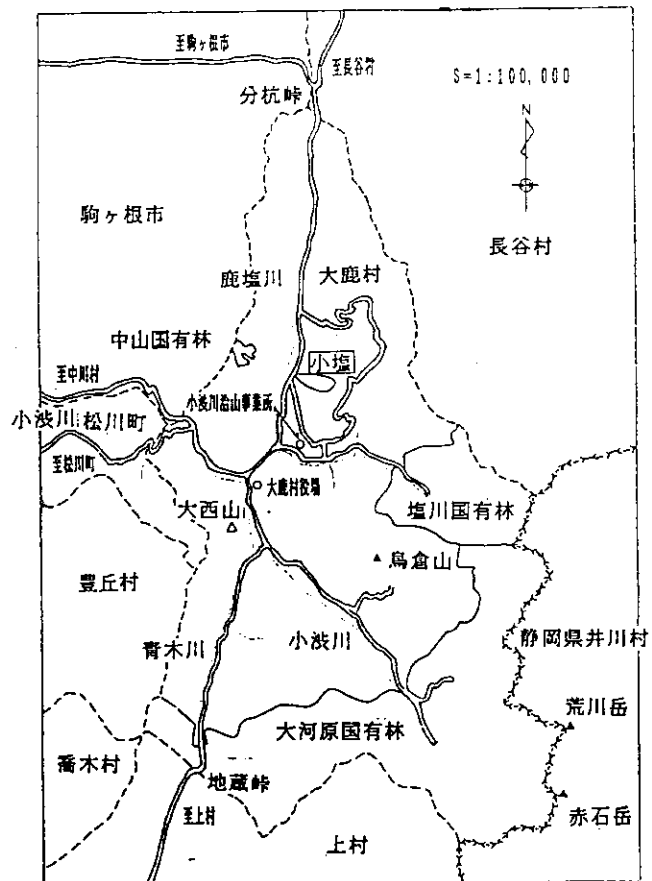 至駒ヶ根市
至長谷村
分杭峠
S=1:100,000
N
駒ヶ根市
長谷村
鹿塩川
大鹿村
中山国有林
小塩
至中川村
小渋川治山事業所
小渋川
松川町
至松川町
大鹿村役場
大西山
塩川国有林
鳥倉山
豊丘村
青木川
小渋川
静岡県井川村
荒川岳
大河原国有林
喬木村
地蔵峠
至上村
赤石岳
上村